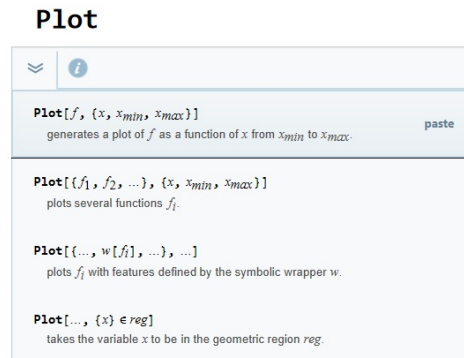 Plot
i
Plot[f, {x, xmin, xmax}]
generates a plot of f as a function of x from xmin to xmax.
paste
Plot[{f1, f2, …}, {x, xmin, xmax}]
plots several functions fi.
Plot[{…, w[fi], …}, …]
plots fi with features defined by the symbolic wrapper w.
Plot[…, {x} ∈ reg]
takes the variable x to be in the geometric region reg.